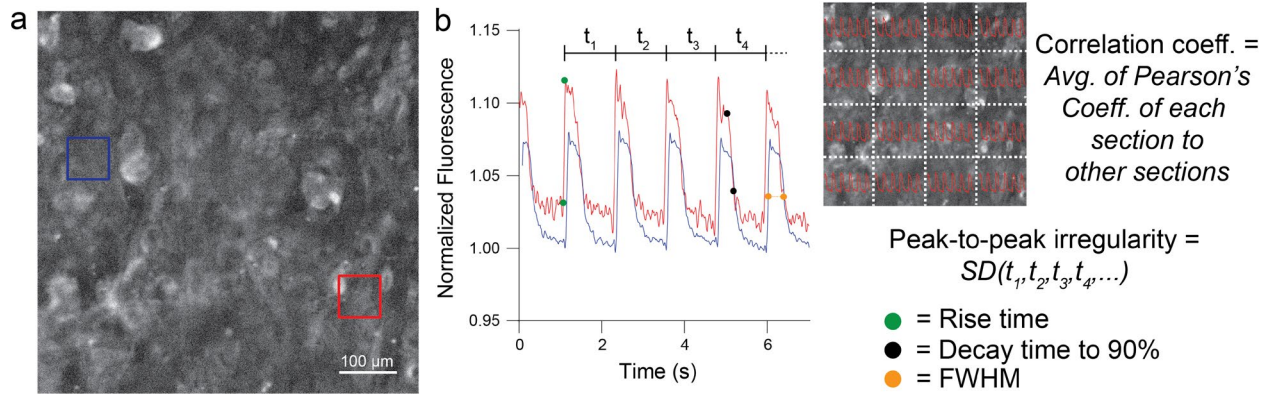 a
100 µm
b
Normalized Fluorescence
1.15
1.10
1.05
1.00
0.95
t1 t2 t3 t4
0 2 4 6
Time (s)
Correlation coeff. =
Avg. of Pearson's
Coeff. of each
section to
other sections
Peak-to-peak irregularity =
SD(t1,t2,t3,t4,...)
= Rise time
= Decay time to 90%
= FWHM